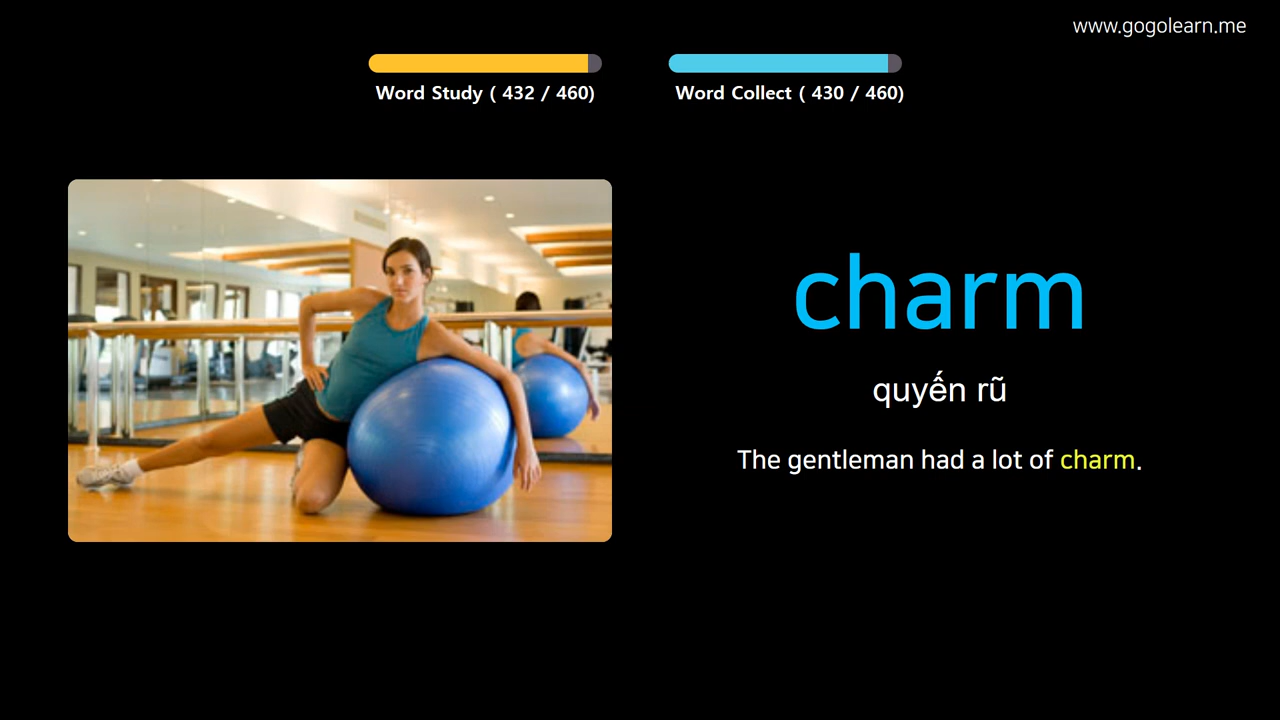 www.gogolearn.me
Word Study ( 432 / 460)
Word Collect ( 430 / 460)
charm
quyến rũ
The gentleman had a lot of charm.